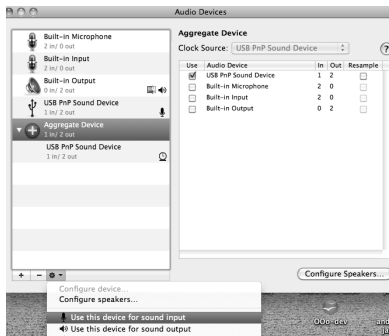 Audio Devices
Built-in Microphone
2 in/ 0 out
Built-in Input
2 in/ 0 out
Built-in Output
0 in/ 2 out
USB PnP Sound Device
1 in/ 2 out
Aggregate Device
1 in/ 2 out
USB PnP Sound Device
1 in/ 2 out
+ −
Configure device...
Configure speakers...
Use this device for sound input
Use this device for sound output
Aggregate Device
Clock Source: USB PnP Sound Device ?
Use Audio Device In Out Resample
USB PnP Sound Device 1 2
Built-in Microphone 2 0
Built-in Input 2 0
Built-in Output 0 2
Configure Speakers...
OOo-dev